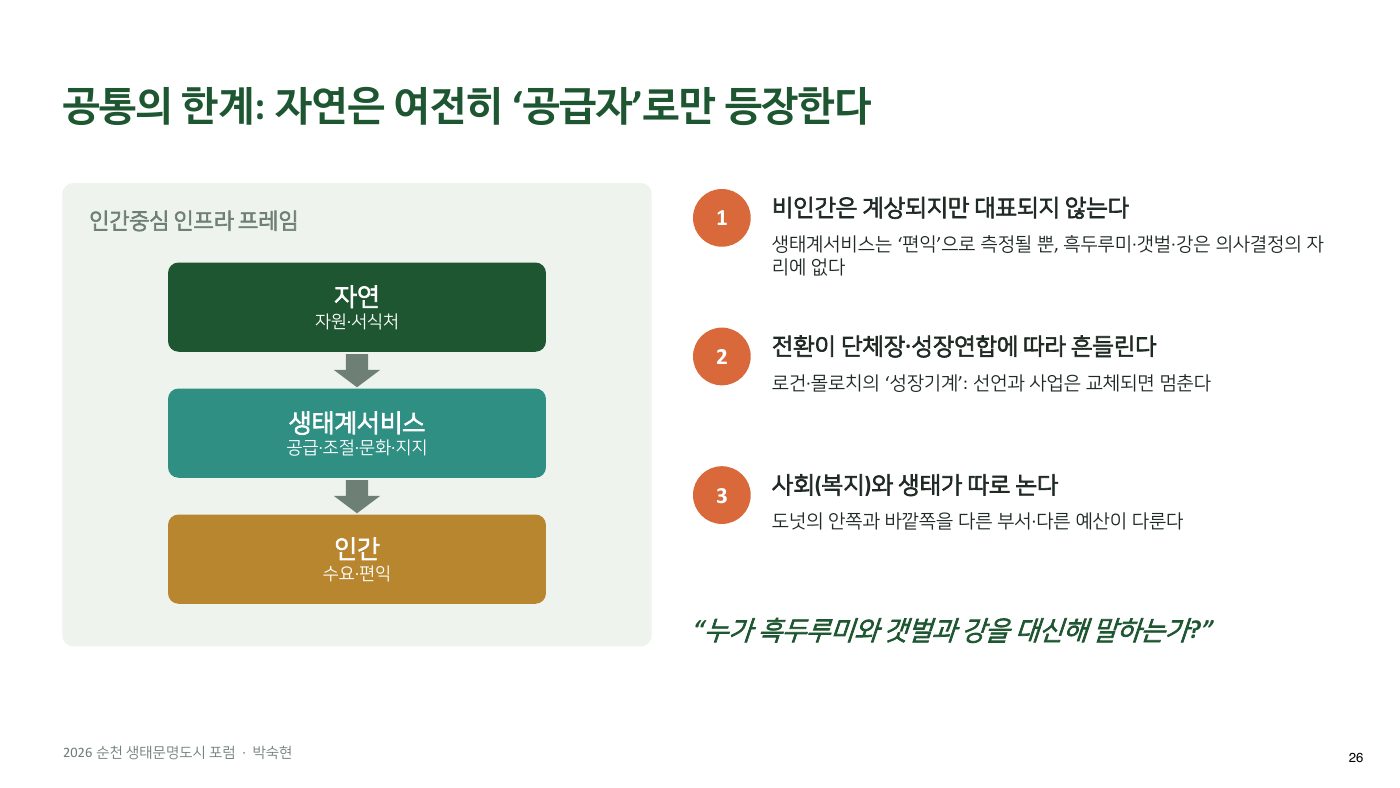 공통의 한계: 자연은 여전히 ‘공급자’로만 등장한다
인간중심 인프라 프레임
자연
자원·서식처
생태계서비스
공급·조절·문화·지지
인간
수요·편익
1
비인간은 계상되지만 대표되지 않는다
생태계서비스는 ‘편익’으로 측정될 뿐, 흑두루미·갯벌·강은 의사결정의 자
리에 없다
2
전환이 단체장·성장연합에 따라 흔들린다
로건·몰로치의 ‘성장기계’: 선언과 사업은 교체되면 멈춘다
3
사회(복지)와 생태가 따로 논다
도넛의 안쪽과 바깥쪽을 다른 부서·다른 예산이 다룬다
“누가 흑두루미와 갯벌과 강을 대신해 말하는가?”
2026 순천 생태문명도시 포럼 · 박숙현
26